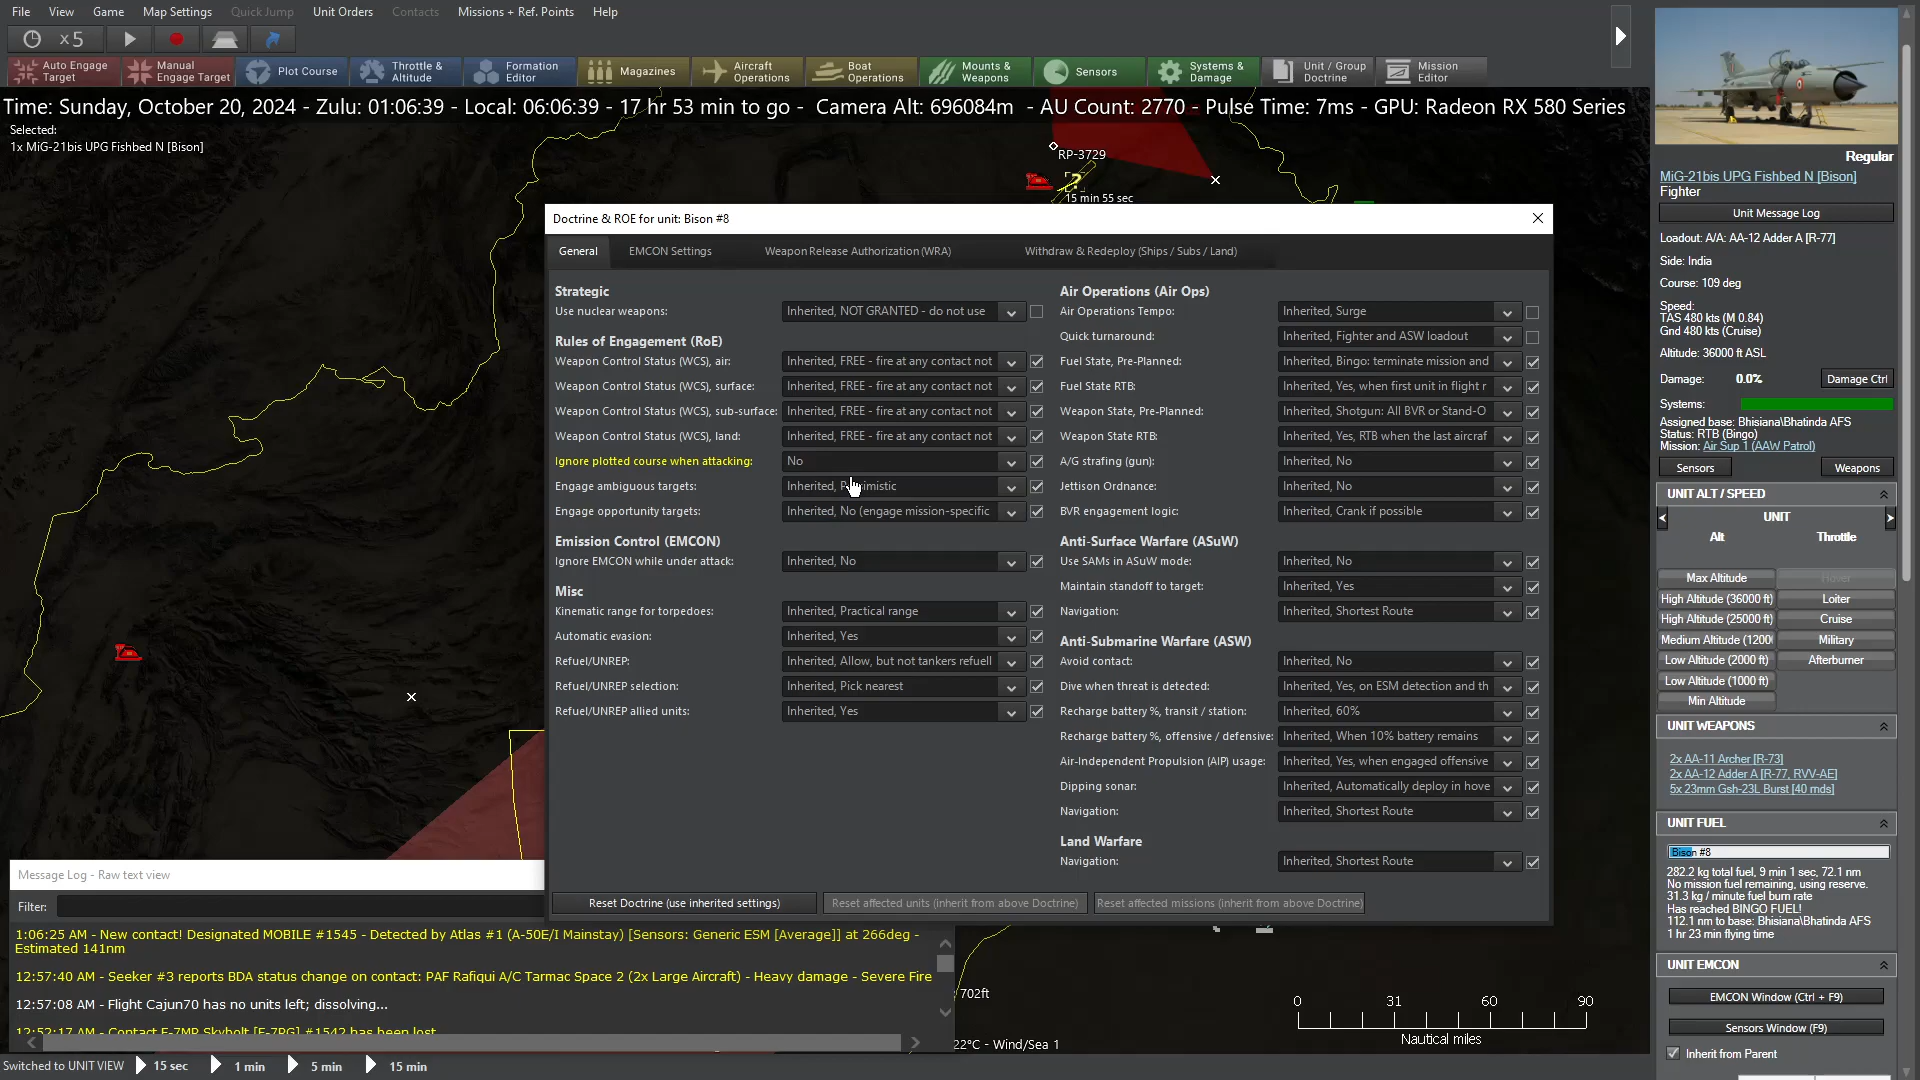 File View Game Map Settings Quick Jump Unit Orders Contacts Missions + Ref. Points Help
x5
Auto Engage Target
Manual Engage Target
Plot Course
Throttle & Altitude
Formation Editor
Magazines
Aircraft Operations
Boat Operations
Mounts & Weapons
Sensors
Systems & Damage
Unit / Group Doctrine
Mission Editor
Time: Sunday, October 20, 2024 - Zulu: 01:06:39 - Local: 06:06:39 - 17 hr 53 min to go - Camera Alt: 696084m - AU Count: 2770 - Pulse Time: 7ms - GPU: Radeon RX 580 Series
Selected:
1x MiG-21bis UPG Fishbed N [Bison]
RP-3729
?
15 min 55 sec
Doctrine & ROE for unit: Bison #8
General EMCON Settings Weapon Release Authorization (WRA) Withdraw & Redeploy (Ships / Subs / Land)
Strategic
Use nuclear weapons: Inherited, NOT GRANTED - do not use
Rules of Engagement (RoE)
Weapon Control Status (WCS), air: Inherited, FREE - fire at any contact not
Weapon Control Status (WCS), surface: Inherited, FREE - fire at any contact not
Weapon Control Status (WCS), sub-surface: Inherited, FREE - fire at any contact not
Weapon Control Status (WCS), land: Inherited, FREE - fire at any contact not
Ignore plotted course when attacking: No
Engage ambiguous targets: Inherited,
Engage opportunity targets: Inherited, No (engage mission-specific
Emission Control (EMCON)
Ignore EMCON while under attack: Inherited, No
Misc
Kinematic range for torpedoes: Inherited, Practical range
Automatic evasion: Inherited, Yes
Refuel/UNREP: Inherited, Allow, but not tankers refuell
Refuel/UNREP selection: Inherited, Pick nearest
Refuel/UNREP allied units: Inherited, Yes
Air Operations (Air Ops)
Air Operations Tempo: Inherited, Surge
Quick turnaround: Inherited, Fighter and ASW loadout
Fuel State, Pre-Planned: Inherited, Bingo: terminate mission and
Fuel State RTB: Inherited, Yes, when first unit in flight r
Weapon State, Pre-Planned: Inherited, Shotgun: All BVR or Stand-O
Weapon State RTB: Inherited, Yes, RTB when the last aircraf
A/G strafing (gun): Inherited, No
Jettison Ordnance: Inherited, No
BVR engagement logic: Inherited, Crank if possible
Anti-Surface Warfare (ASuW)
Use SAMs in ASuW mode: Inherited, No
Maintain standoff to target: Inherited, Yes
Navigation: Inherited, Shortest Route
Anti-Submarine Warfare (ASW)
Avoid contact: Inherited, No
Dive when threat is detected: Inherited, Yes, on ESM detection and th
Recharge battery %, transit / station: Inherited, 60%
Recharge battery %, offensive / defensive: Inherited, When 10% battery remains
Air-Independent Propulsion (AIP) usage: Inherited, Yes, when engaged offensive
Dipping sonar: Inherited, Automatically deploy in hove
Navigation: Inherited, Shortest Route
Land Warfare
Navigation: Inherited, Shortest Route
Reset Doctrine (use inherited settings) Reset affected units (inherit from above Doctrine) Reset affected missions (inherit from above Doctrine)
Message Log - Raw text view
Filter:
1:06:25 AM - New contact! Designated MOBILE #1545 - Detected by Atlas #1 (A-50E/I Mainstay) [Sensors: Generic ESM [Average]] at 266deg -
Estimated 141nm
12:57:40 AM - Seeker #3 reports BDA status change on contact: PAF Rafiqui A/C Tarmac Space 2 (2x Large Aircraft) - Heavy damage - Severe Fire
12:57:08 AM - Flight Cajun70 has no units left; dissolving...
12:52:17 AM - Contact F-7MP Skybolt [F-7PG] #1542 has been lost
702ft
22°C - Wind/Sea 1
0 31 60 90
Nautical miles
Switched to UNIT VIEW 15 sec 1 min 5 min 15 min
Regular
MiG-21bis UPG Fishbed N [Bison]
Fighter
Unit Message Log
Loadout: A/A: AA-12 Adder A [R-77]
Side: India
Course: 109 deg
Speed:
TAS 480 kts (M 0.84)
Gnd 480 kts (Cruise)
Altitude: 36000 ft ASL
Damage: 0.0% Damage Ctrl
Systems:
Assigned base: Bhisiana\Bhatinda AFS
Status: RTB (Bingo)
Mission: Air Sup 1 (AAW Patrol)
Sensors Weapons
UNIT ALT / SPEED
UNIT
Alt Throttle
Max Altitude Hover
High Altitude (36000 ft) Loiter
High Altitude (25000 ft) Cruise
Medium Altitude (1200 Military
Low Altitude (2000 ft) Afterburner
Low Altitude (1000 ft)
Min Altitude
UNIT WEAPONS
2x AA-11 Archer [R-73]
2x AA-12 Adder A [R-77, RVV-AE]
5x 23mm Gsh-23L Burst [40 rnds]
UNIT FUEL
Bison #8
282.2 kg total fuel, 9 min 1 sec, 72.1 nm
No mission fuel remaining, using reserve.
31.3 kg / minute fuel burn rate
Has reached BINGO FUEL!
112.1 nm to base: Bhisiana\Bhatinda AFS
1 hr 23 min flying time
UNIT EMCON
EMCON Window (Ctrl + F9)
Sensors Window (F9)
Inherit from Parent